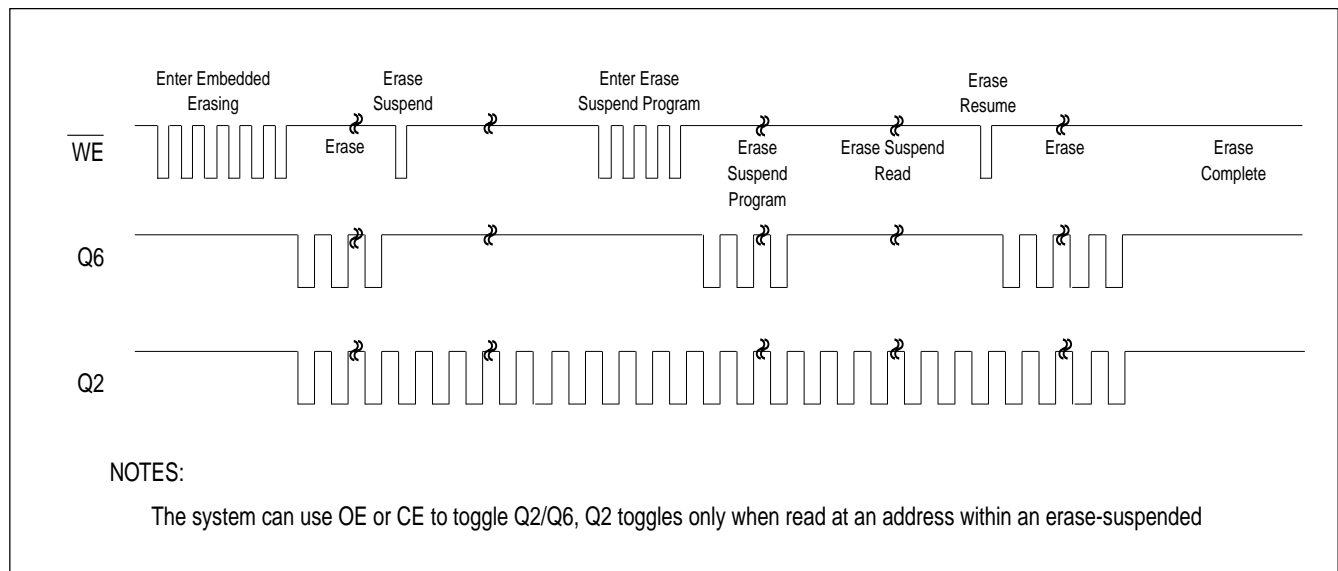 Enter Embedded
Erasing
Erase
Suspend
Enter Erase
Suspend Program
Erase
Resume
WE
Erase
Erase
Suspend
Program
Erase Suspend
Read
Erase
Erase
Complete
Q6
Q2
NOTES:
The system can use OE or CE to toggle Q2/Q6, Q2 toggles only when read at an address within an erase-suspended